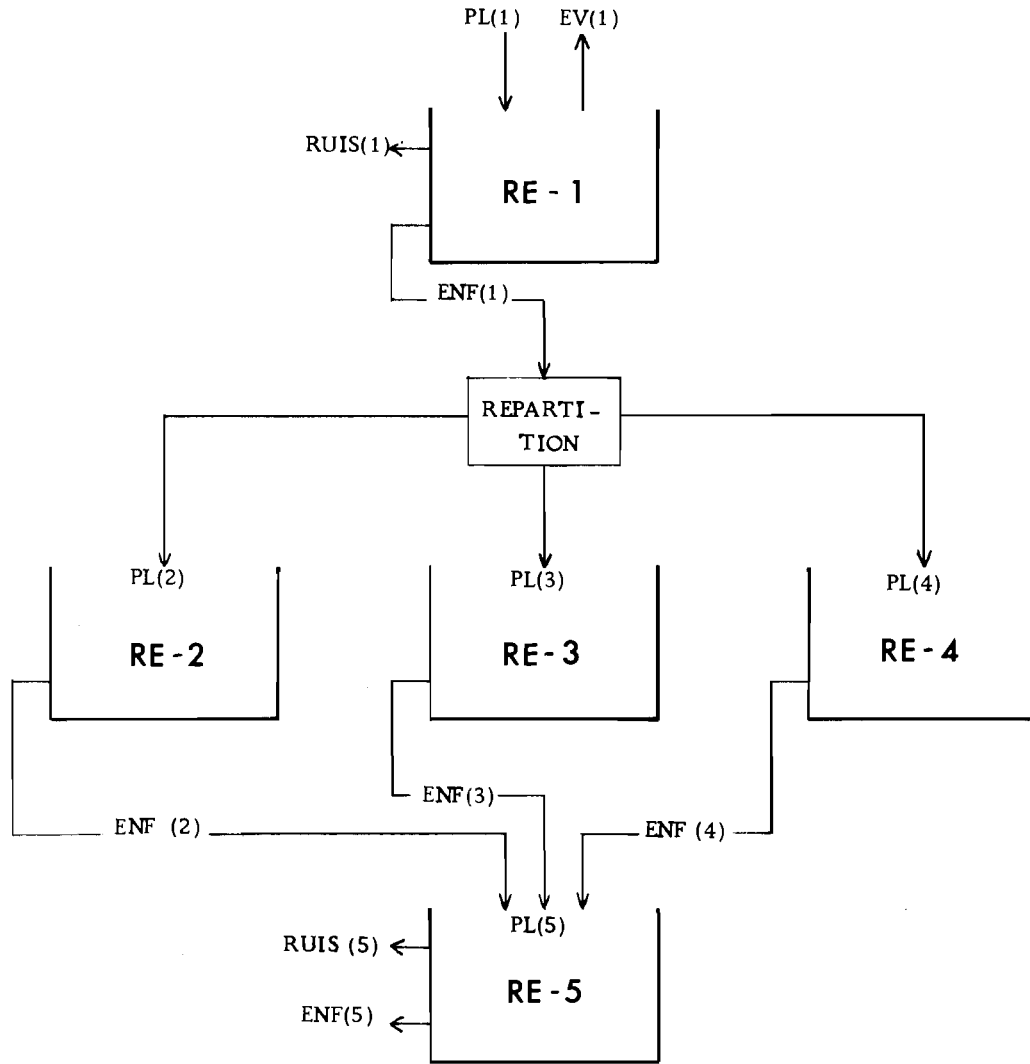 PL(1) EV(1)
RUIS(1)
RE - 1
ENF(1)
REPARTI-
TION
PL(2) PL(3) PL(4)
RE - 2 RE - 3 RE - 4
ENF(3)
ENF (2) ENF (4)
PL(5)
RUIS (5)
RE - 5
ENF(5)